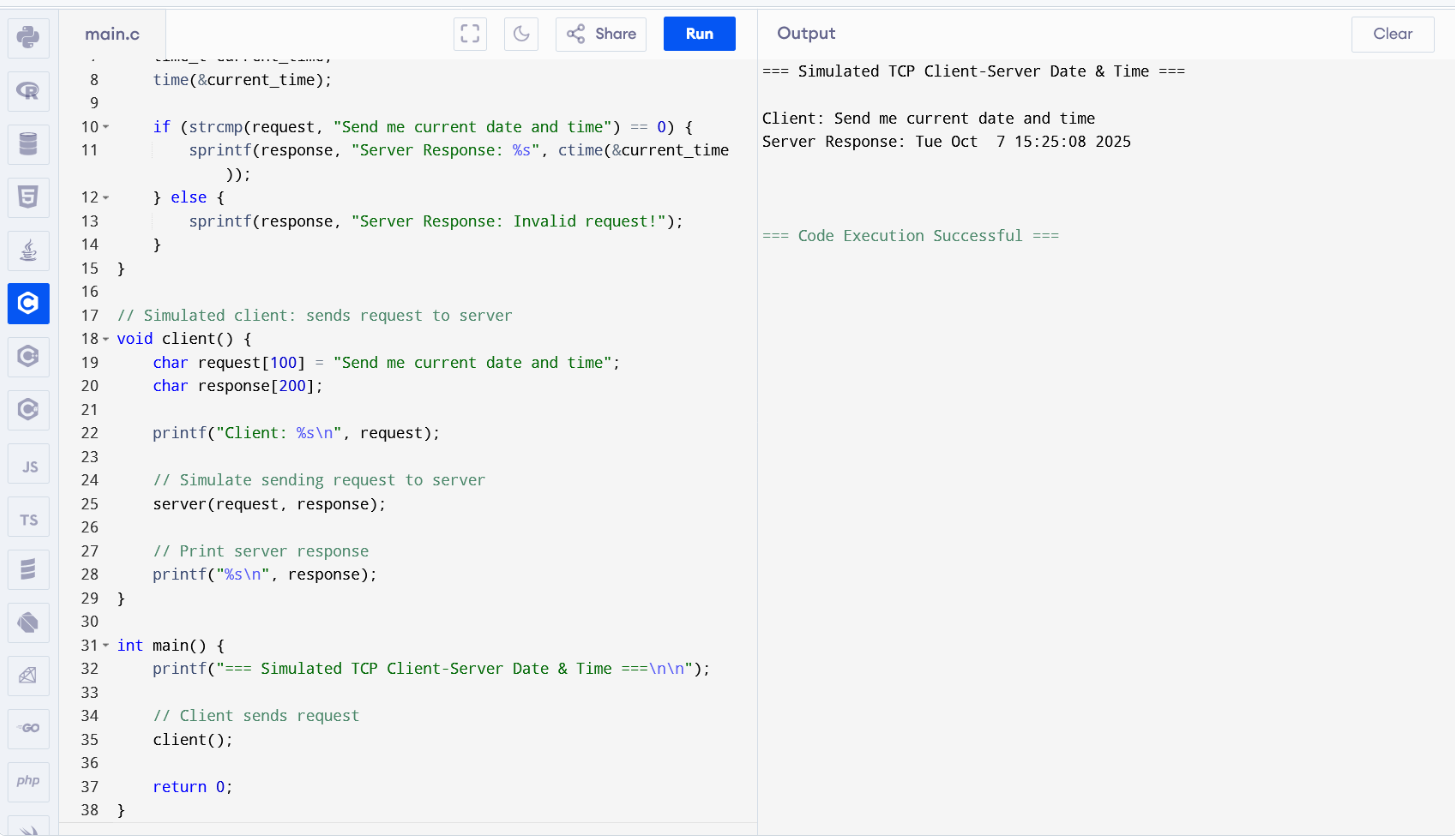 main.c
Share
Run
Output
Clear
JS
TS
GO
php
8 time(&current_time);
9
10 if (strcmp(request, "Send me current date and time") == 0) {
11 sprintf(response, "Server Response: %s", ctime(&current_time
));
12 } else {
13 sprintf(response, "Server Response: Invalid request!");
14 }
15 }
16
17 // Simulated client: sends request to server
18 void client() {
19 char request[100] = "Send me current date and time";
20 char response[200];
21
22 printf("Client: %s\n", request);
23
24 // Simulate sending request to server
25 server(request, response);
26
27 // Print server response
28 printf("%s\n", response);
29 }
30
31 int main() {
32 printf("=== Simulated TCP Client-Server Date & Time ===\n\n");
33
34 // Client sends request
35 client();
36
37 return 0;
38 }
=== Simulated TCP Client-Server Date & Time ===
Client: Send me current date and time
Server Response: Tue Oct  7 15:25:08 2025
=== Code Execution Successful ===